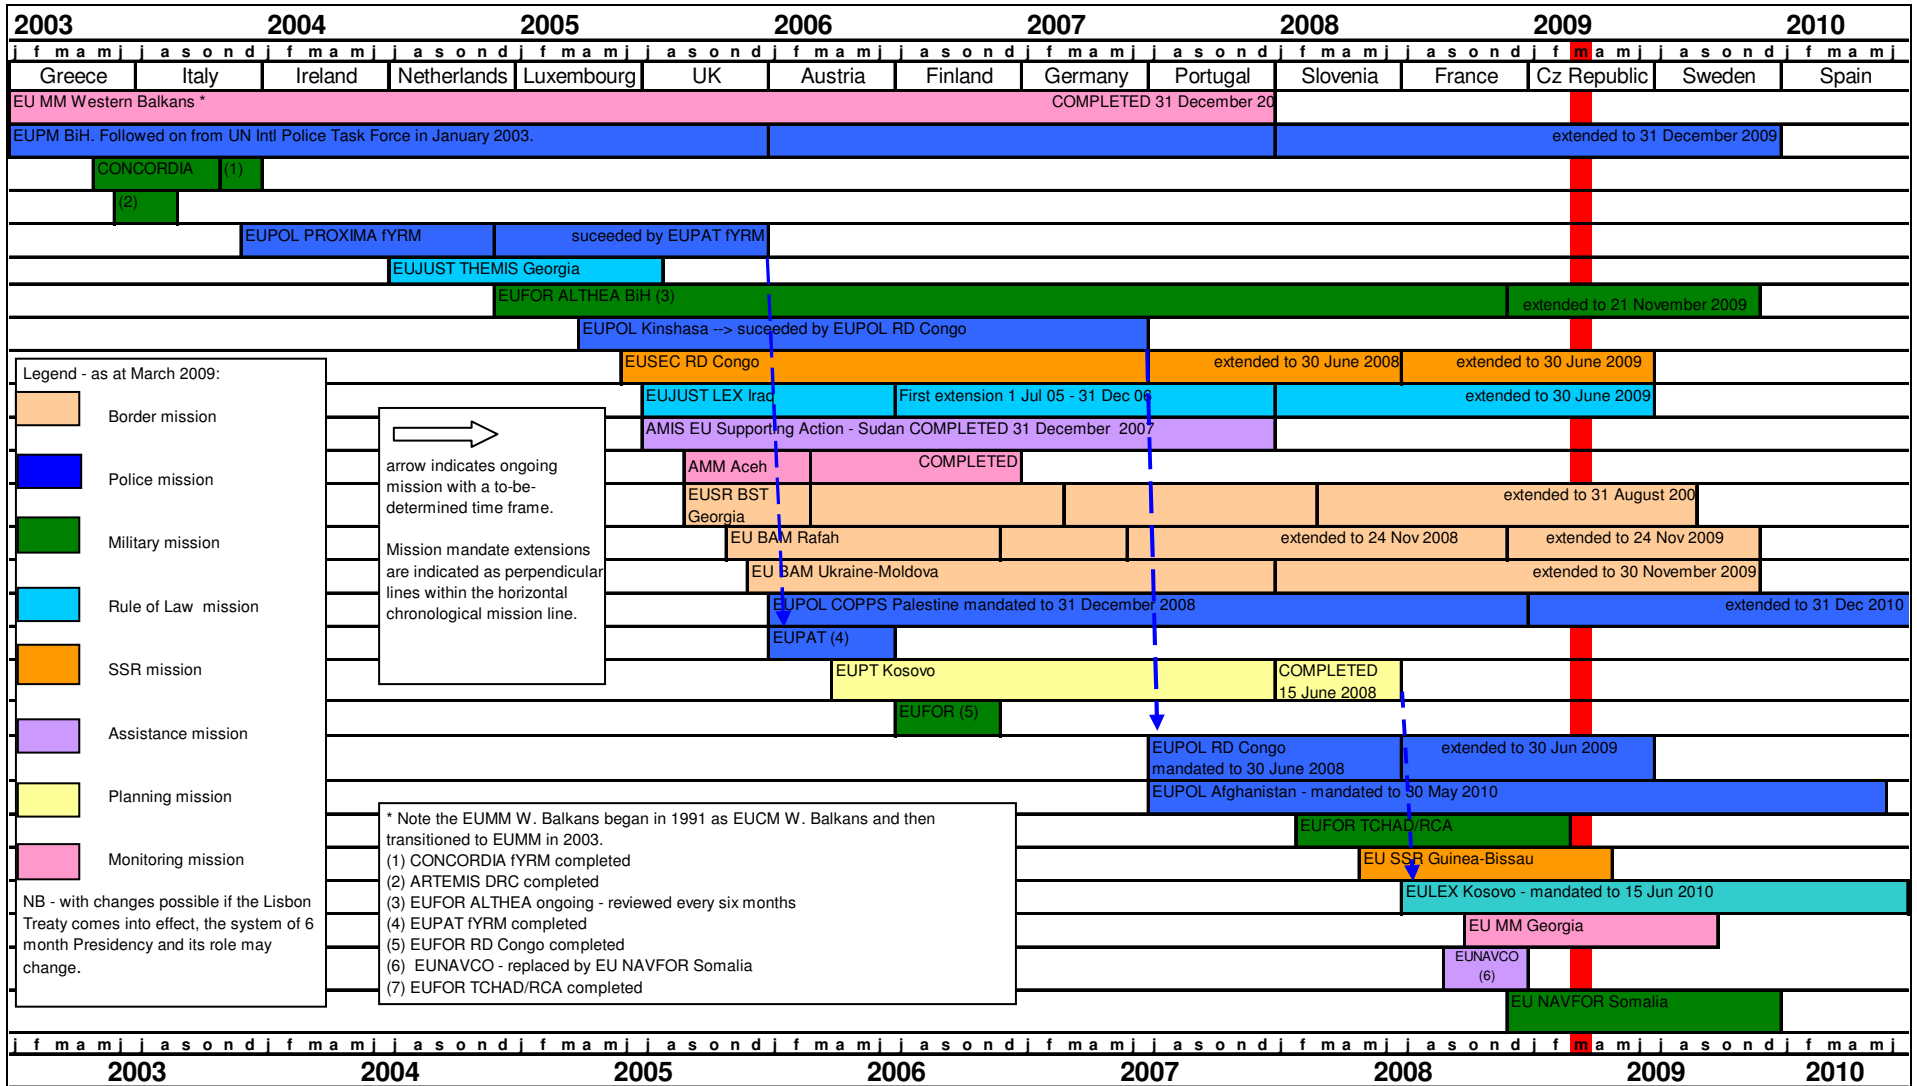 2003 2004 2005 2006 2007 2008 2009 2010
j f m a m j j a s o n d j f m a m j j a s o n d j f m a m j j a s o n d j f m a m j j a s o n d j f m a m j j a s o n d j f m a m j j a s o n d j f m a m j j a s o n d j f m a m j
Greece Italy Ireland Netherlands Luxembourg UK Austria Finland Germany Portugal Slovenia France Cz Republic Sweden Spain
EU MM Western Balkans * COMPLETED 31 December 20
EUPM BiH. Followed on from UN Intl Police Task Force in January 2003. extended to 31 December 2009
CONCORDIA (1)
(2)
EUPOL PROXIMA fYRM suceeded by EUPAT fYRM
EUJUST THEMIS Georgia
EUFOR ALTHEA BiH (3) extended to 21 November 2009
EUPOL Kinshasa --> suceeded by EUPOL RD Congo
EUSEC RD Congo extended to 30 June 2008 extended to 30 June 2009
EUJUST LEX Iraq First extension 1 Jul 05 - 31 Dec 06 extended to 30 June 2009
AMIS EU Supporting Action - Sudan COMPLETED 31 December 2007
AMM Aceh COMPLETED
EUSR BST
Georgia
extended to 31 August 200
EU BAM Rafah extended to 24 Nov 2008 extended to 24 Nov 2009
EU BAM Ukraine-Moldova extended to 30 November 2009
EUPOL COPPS Palestine mandated to 31 December 2008 extended to 31 Dec 2010
EUPAT (4)
EUPT Kosovo
COMPLETED
15 June 2008
EUFOR (5)
EUPOL RD Congo
mandated to 30 June 2008
extended to 30 Jun 2009
EUPOL Afghanistan - mandated to 30 May 2010
EUFOR TCHAD/RCA
EU SSR Guinea-Bissau
EULEX Kosovo - mandated to 15 Jun 2010
EU MM Georgia
EUNAVCO
(6)
EU NAVFOR Somalia
Legend - as at March 2009:
Border mission
Police mission
Military mission
Rule of Law mission
SSR mission
Assistance mission
Planning mission
Monitoring mission
NB - with changes possible if the Lisbon
Treaty comes into effect, the system of 6
month Presidency and its role may
change.
arrow indicates ongoing
mission with a to-be-
determined time frame.
Mission mandate extensions
are indicated as perpendicular
lines within the horizontal
chronological mission line.
* Note the EUMM W. Balkans began in 1991 as EUCM W. Balkans and then
transitioned to EUMM in 2003.
(1) CONCORDIA fYRM completed
(2) ARTEMIS DRC completed
(3) EUFOR ALTHEA ongoing - reviewed every six months
(4) EUPAT fYRM completed
(5) EUFOR RD Congo completed
(6) EUNAVCO - replaced by EU NAVFOR Somalia
(7) EUFOR TCHAD/RCA completed
j f m a m j j a s o n d j f m a m j j a s o n d j f m a m j j a s o n d j f m a m j j a s o n d j f m a m j j a s o n d j f m a m j j a s o n d j f m a m j j a s o n d j f m a m j
2003 2004 2005 2006 2007 2008 2009 2010